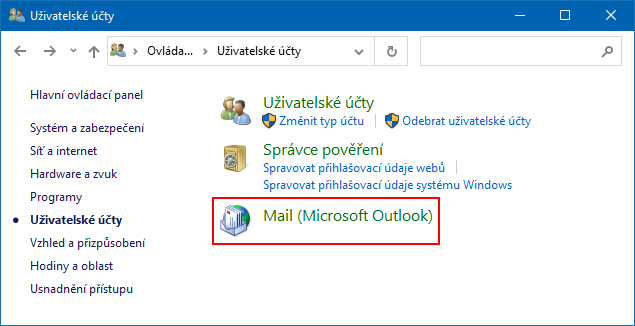 Uživatelské účty
Ovláda... Uživatelské účty
Hlavní ovládací panel
Systém a zabezpečení
Síť a internet
Hardware a zvuk
Programy
Uživatelské účty
Vzhled a přizpůsobení
Hodiny a oblast
Usnadnění přístupu
Uživatelské účty
Změnit typ účtu Odebrat uživatelské účty
Správce pověření
Spravovat přihlašovací údaje webů
Spravovat přihlašovací údaje systému Windows
Mail (Microsoft Outlook)